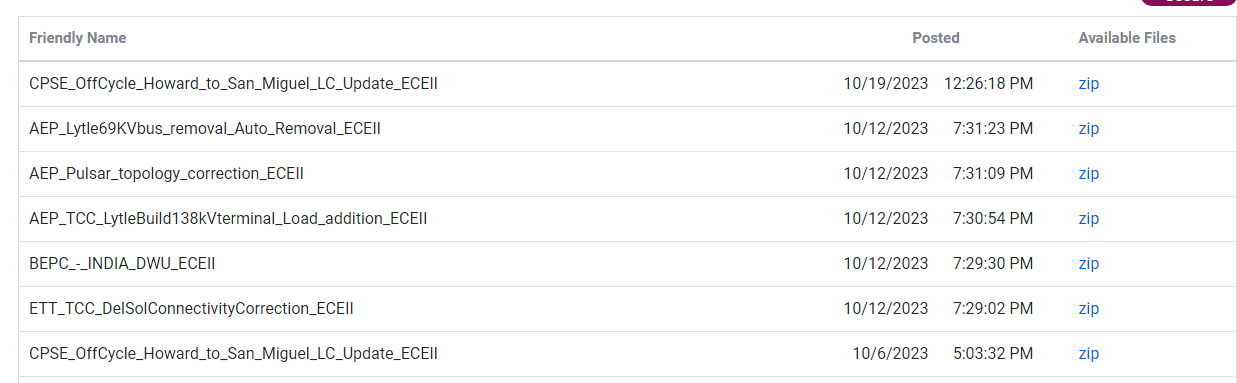 Friendly Name Posted Available Files
CPSE_OffCycle_Howard_to_San_Miguel_LC_Update_ECEII 10/19/2023 12:26:18 PM zip
AEP_Lytle69KVbus_removal_Auto_Removal_ECEII 10/12/2023 7:31:23 PM zip
AEP_Pulsar_topology_correction_ECEII 10/12/2023 7:31:09 PM zip
AEP_TCC_LytleBuild138kVterminal_Load_addition_ECEII 10/12/2023 7:30:54 PM zip
BEPC_-_INDIA_DWU_ECEII 10/12/2023 7:29:30 PM zip
ETT_TCC_DelSolConnectivityCorrection_ECEII 10/12/2023 7:29:02 PM zip
CPSE_OffCycle_Howard_to_San_Miguel_LC_Update_ECEII 10/6/2023 5:03:32 PM zip